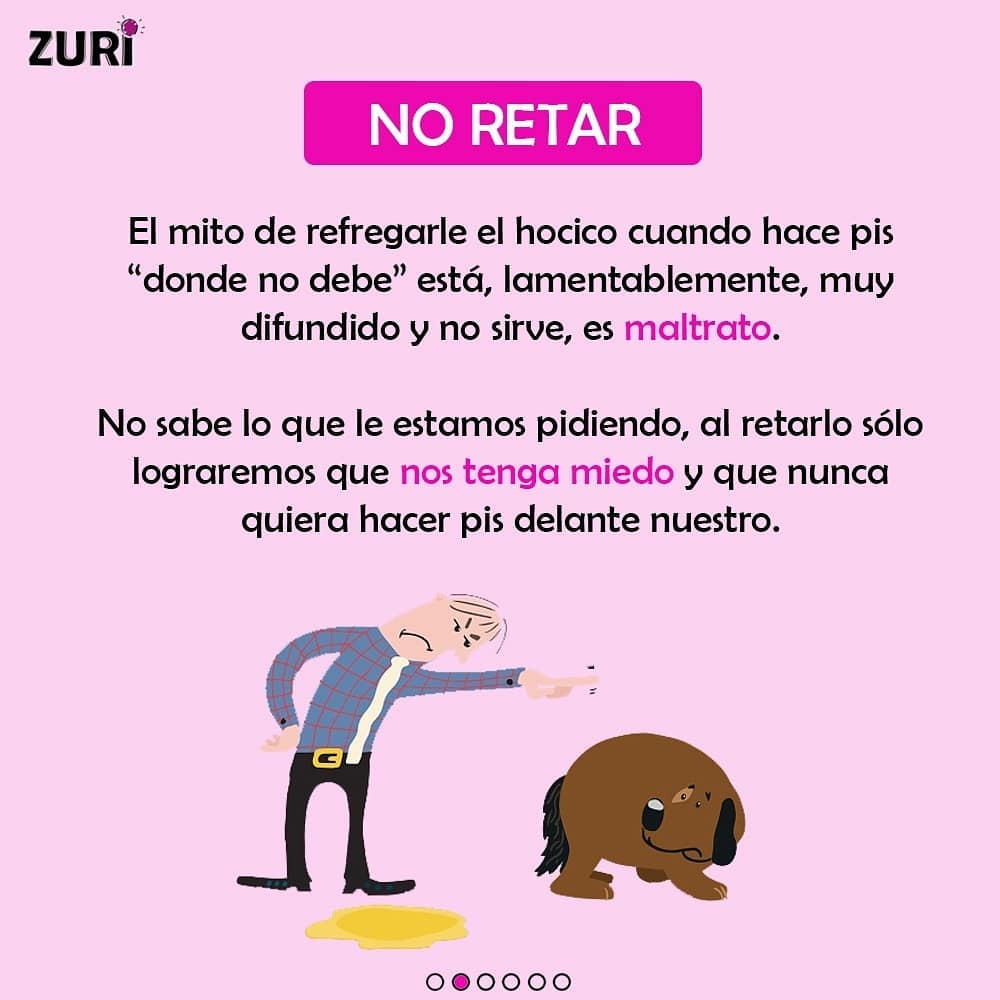 ZURI
NO RETAR
El mito de refregarle el hocico cuando hace pis
“donde no debe” está, lamentablemente, muy
difundido y no sirve, es maltrato.
No sabe lo que le estamos pidiendo, al retarlo sólo
lograremos que nos tenga miedo y que nunca
quiera hacer pis delante nuestro.